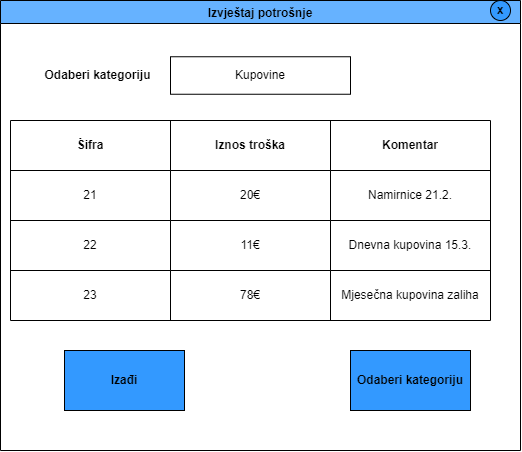 Izvještaj potrošnje
x
Odaberi kategoriju Kupovine
Šifra Iznos troška Komentar
21 20€ Namirnice 21.2.
22 11€ Dnevna kupovina 15.3.
23 78€ Mjesečna kupovina zaliha
Izađi Odaberi kategoriju